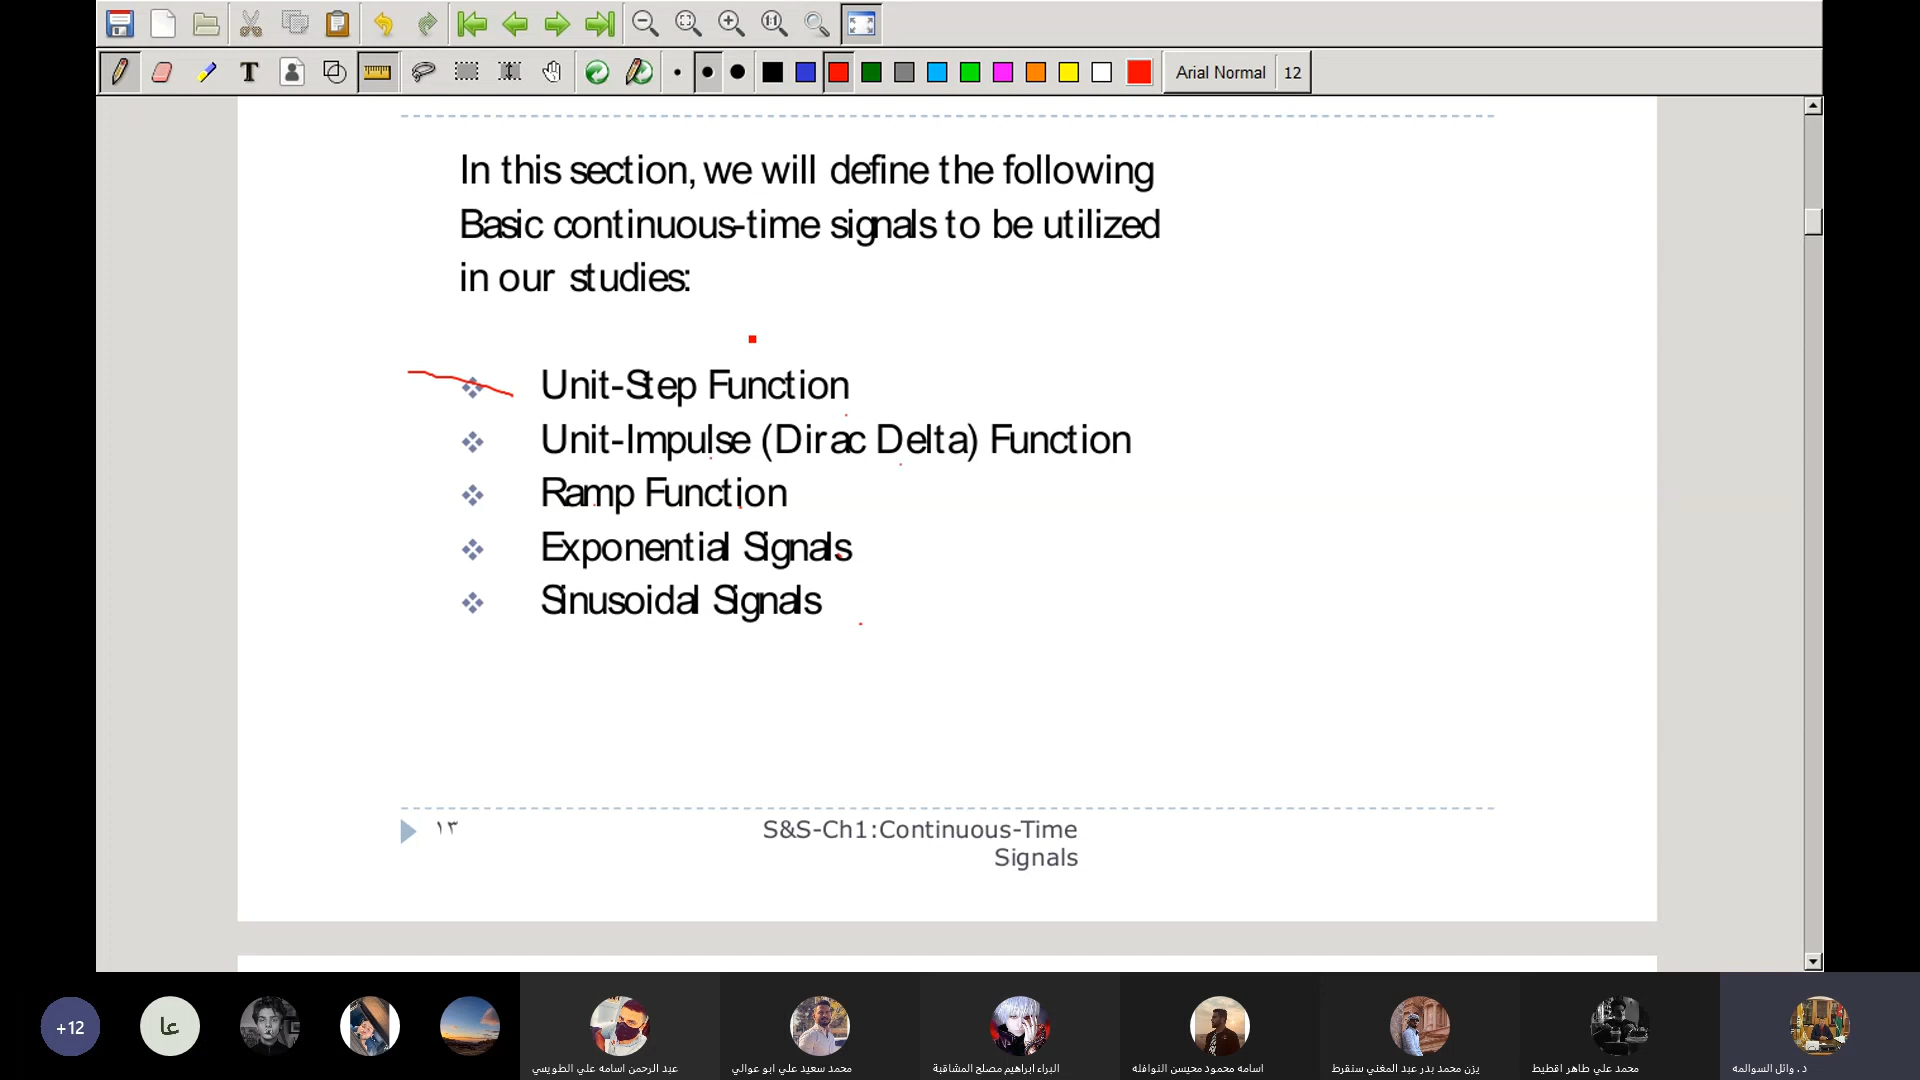 T
Arial Normal 12
In this section, we will define the following
Basic continuous-time signals to be utilized
in our studies:
Unit-Step Function
Unit-Impulse (Dirac Delta) Function
Ramp Function
Exponential Signals
Sinusoidal Signals
١٣
S&S-Ch1:Continuous-Time
Signals
+12
عا
عبد الرحمن اسامه علي الطويسي
محمد سعيد علي ابو عوالي
البراء ابراهيم مصلح المشاقبة
اسامه محمود محيسن النوافله
يزن محمد بدر عبد المغني سنقرط
محمد علي طاهر اقطيط
د. وائل السوالمه